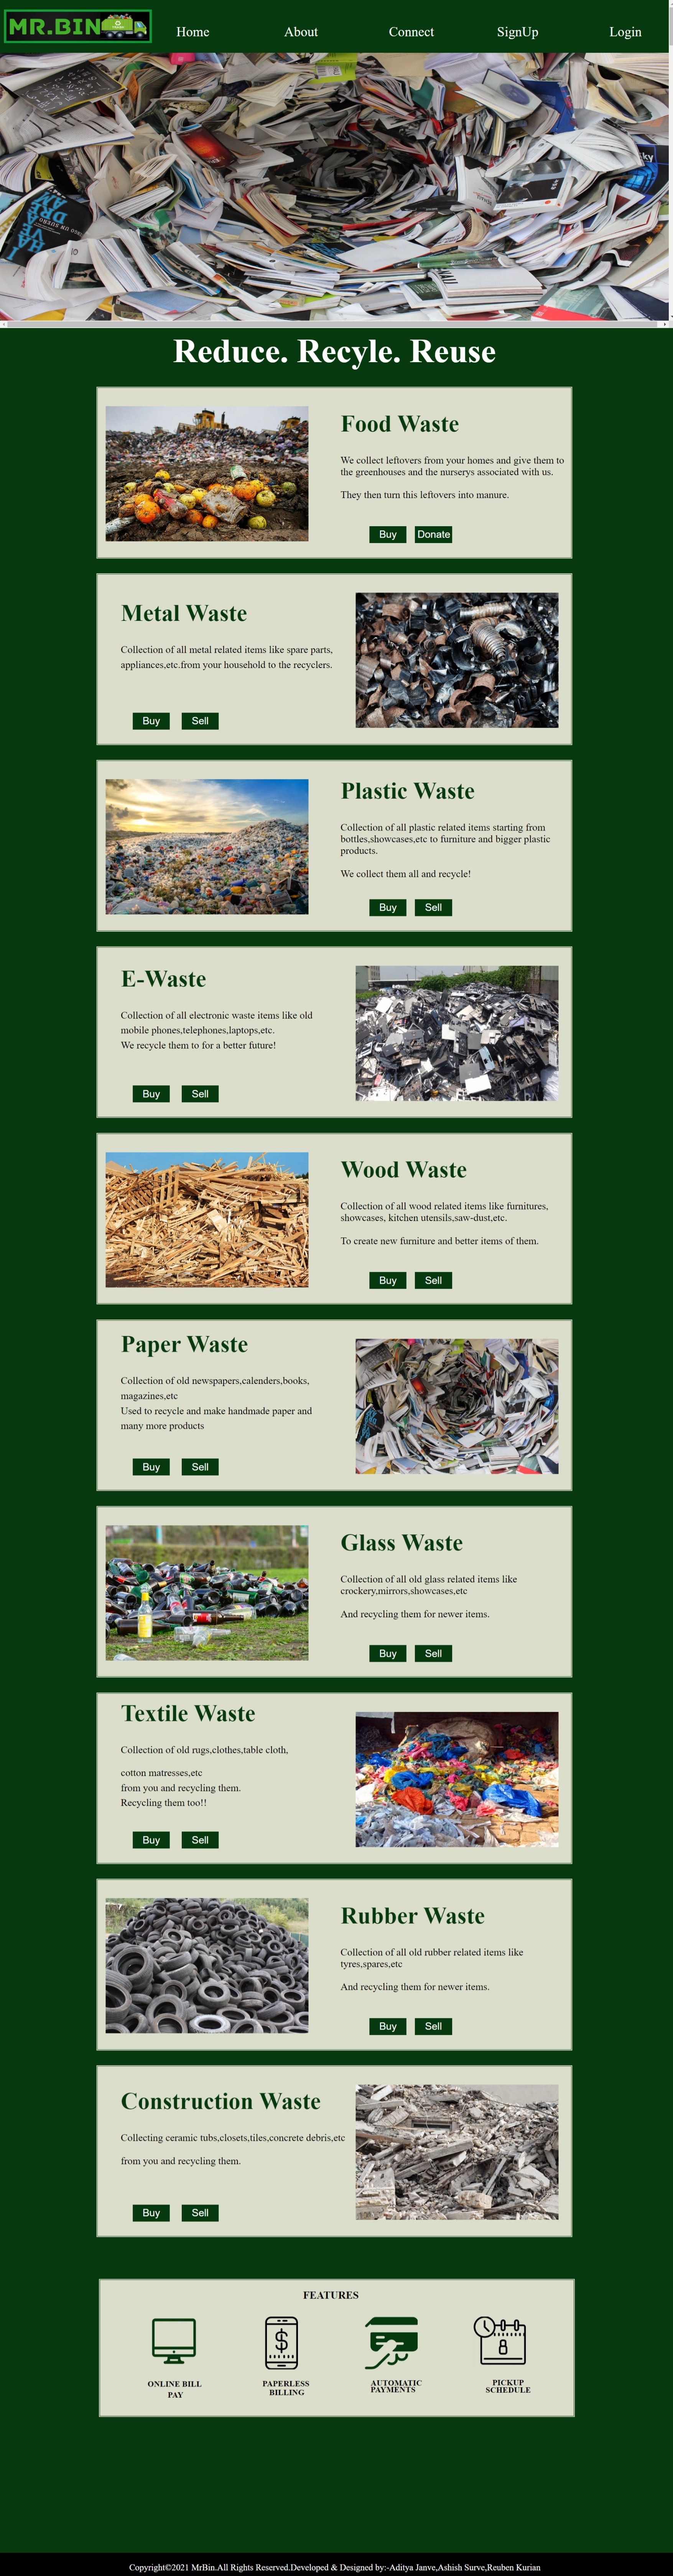 MR.BIN
Home
About
Connect
SignUp
Login
Reduce. Recyle. Reuse
Food Waste
We collect leftovers from your homes and give them to
the greenhouses and the nurserys associated with us.
They then turn this leftovers into manure.
Buy
Donate
Metal Waste
Collection of all metal related items like spare parts,
appliances,etc.from your household to the recyclers.
Buy
Sell
Plastic Waste
Collection of all plastic related items starting from
bottles,showcases,etc to furniture and bigger plastic
products.
We collect them all and recycle!
Buy
Sell
E-Waste
Collection of all electronic waste items like old
mobile phones,telephones,laptops,etc.
We recycle them to for a better future!
Buy
Sell
Wood Waste
Collection of all wood related items like furnitures,
showcases, kitchen utensils,saw-dust,etc.
To create new furniture and better items of them.
Buy
Sell
Paper Waste
Collection of old newspapers,calenders,books,
magazines,etc
Used to recycle and make handmade paper and
many more products
Buy
Sell
Glass Waste
Collection of all old glass related items like
crockery,mirrors,showcases,etc
And recycling them for newer items.
Buy
Sell
Textile Waste
Collection of old rugs,clothes,table cloth,
cotton matresses,etc
from you and recycling them.
Recycling them too!!
Buy
Sell
Rubber Waste
Collection of all old rubber related items like
tyres,spares,etc
And recycling them for newer items.
Buy
Sell
Construction Waste
Collecting ceramic tubs,closets,tiles,concrete debris,etc
from you and recycling them.
Buy
Sell
FEATURES
ONLINE BILL
PAY
PAPERLESS
BILLING
AUTOMATIC
PAYMENTS
PICKUP
SCHEDULE
Copyright©2021 MrBin.All Rights Reserved.Developed & Designed by:-Aditya Janve,Ashish Surve,Reuben Kurian